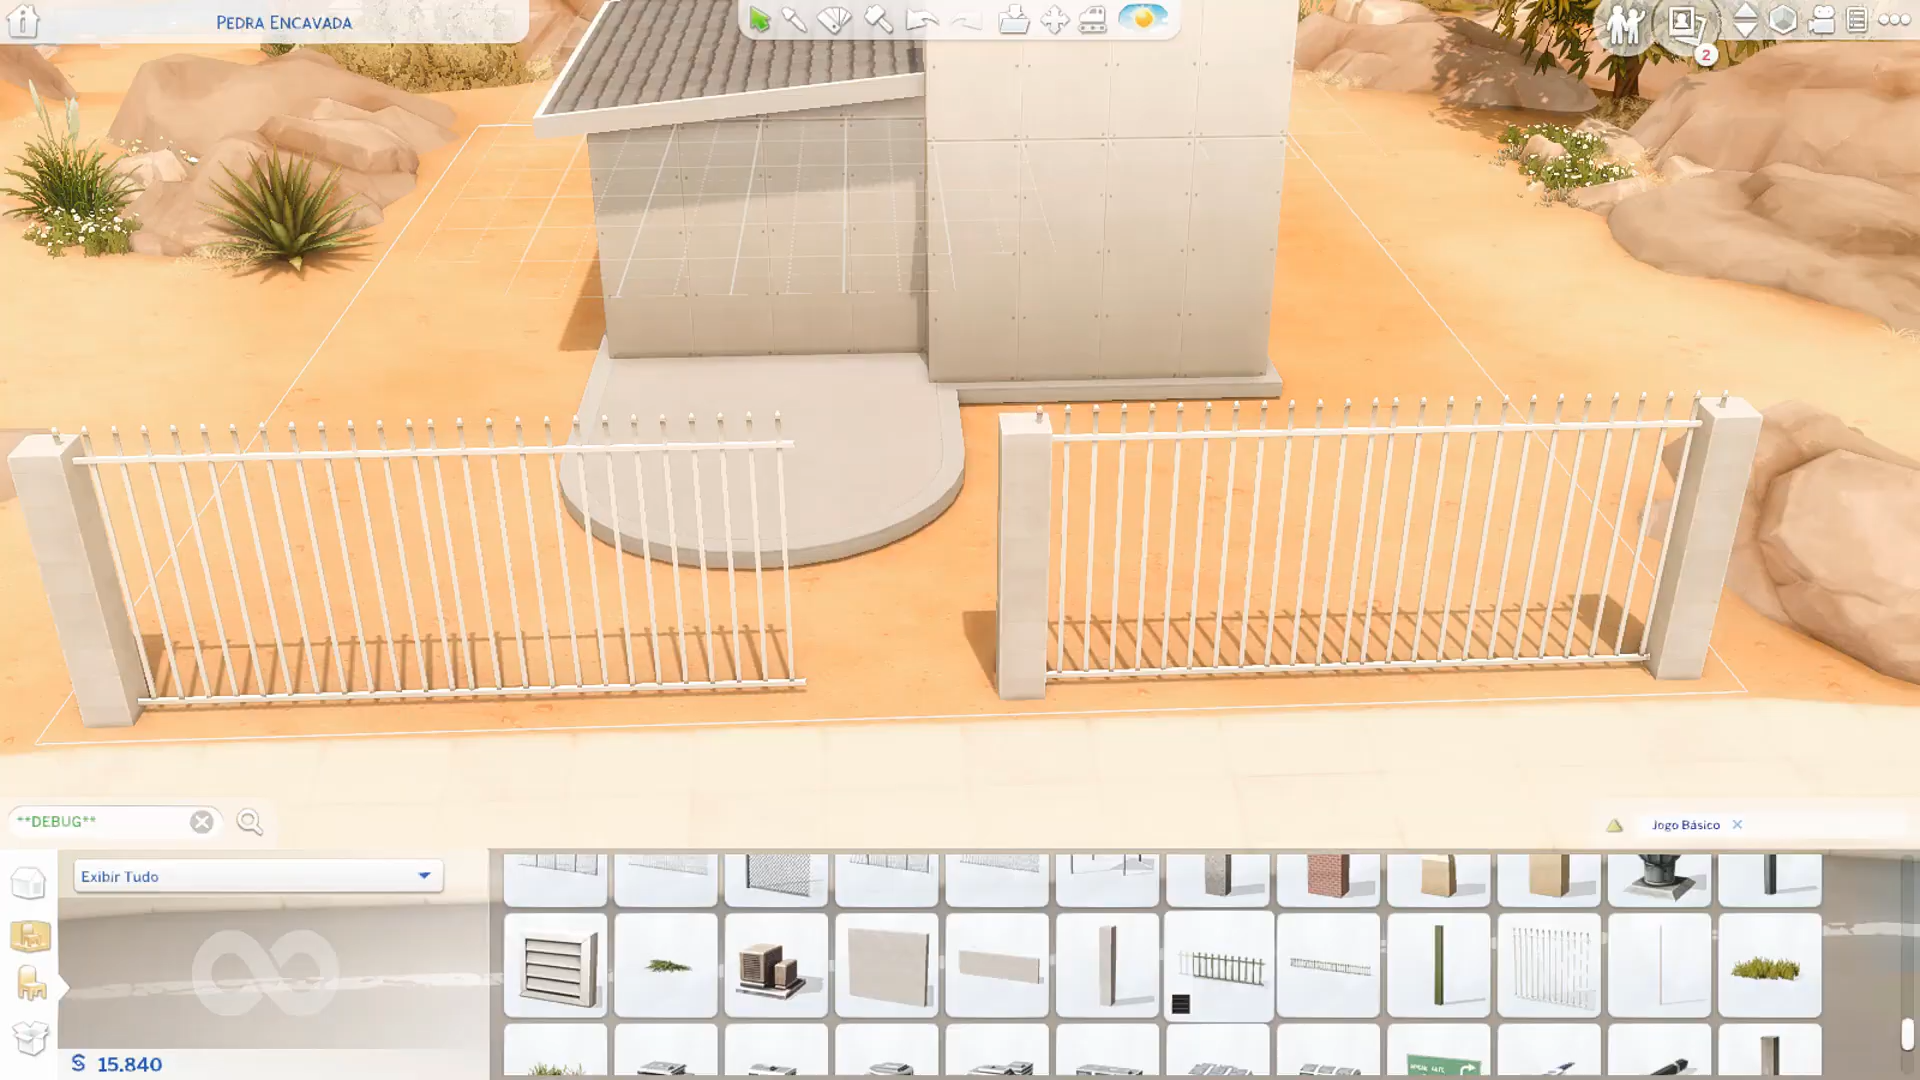 PEDRA ENCAVADA
2
**DEBUG**
Jogo Básico
Exibir Tudo
S 15.840